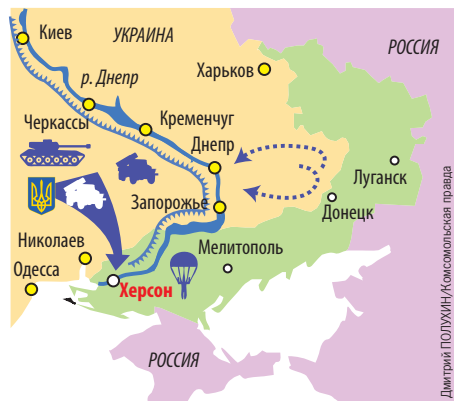 Киев
УКРАИНА
РОССИЯ
р. Днепр
Харьков
Черкассы
Кременчуг
Днепр
Луганск
Запорожье
Донецк
Николаев
Мелитополь
Одесса
Херсон
РОССИЯ
Дмитрий ПОЛУХИН/Комсомольская правда